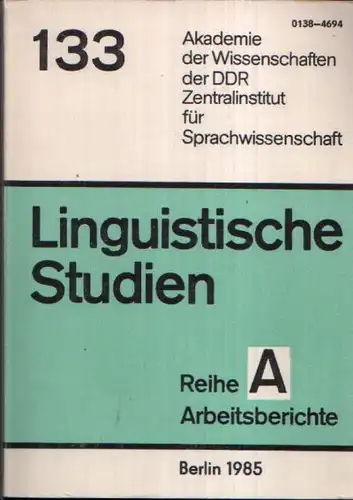 0138–4694
133
Akademie
der Wissenschaften
der DDR
Zentralinstitut
für
Sprachwissenschaft
Linguistische
Studien
Reihe A
Arbeitsberichte
Berlin 1985